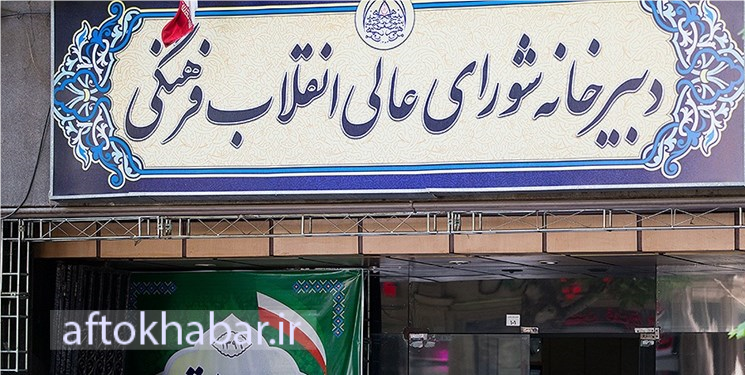 دبیرخانه شورای عالی انقلاب فرهنگی
aftokhabar.ir